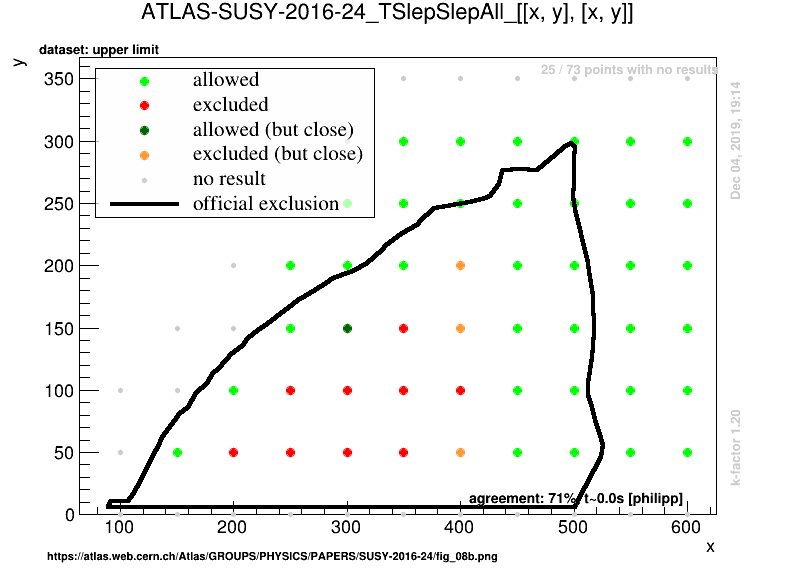 ATLAS-SUSY-2016-24_TSlepSlepAll_[[x, y], [x, y]]
dataset: upper limit
y
25 / 73 points with no results
allowed
excluded
allowed (but close)
excluded (but close)
no result
official exclusion
350
300
250
200
150
100
50
0
100 200 300 400 500 600
x
agreement: 71%, t~0.0s [philipp]
Dec 04, 2019, 19:14
k-factor 1.20
https://atlas.web.cern.ch/Atlas/GROUPS/PHYSICS/PAPERS/SUSY-2016-24/fig_08b.png